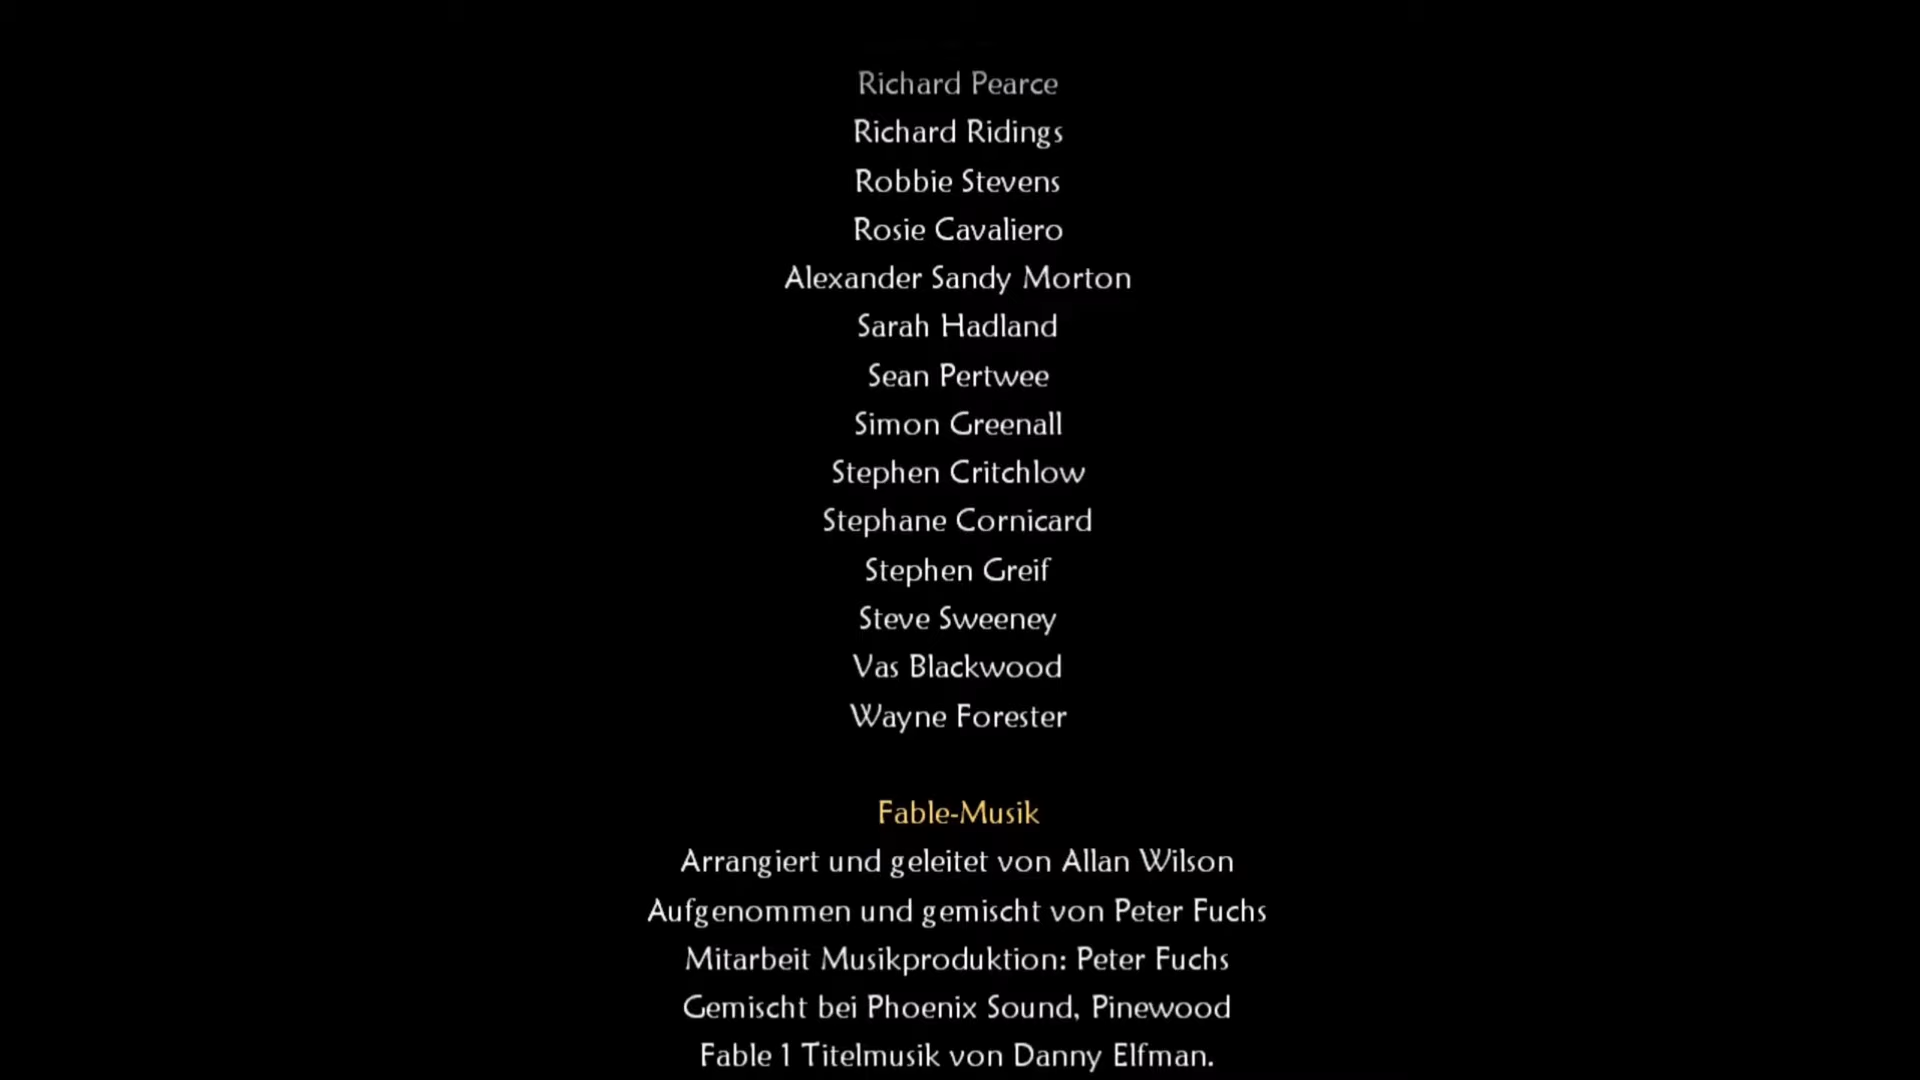 Richard Pearce
Richard Ridings
Robbie Stevens
Rosie Cavaliero
Alexander Sandy Morton
Sarah Hadland
Sean Pertwee
Simon Greenall
Stephen Critchlow
Stephane Cornicard
Stephen Greif
Steve Sweeney
Vas Blackwood
Wayne Forester
Fable-Musik
Arrangiert und geleitet von Allan Wilson
Aufgenommen und gemischt von Peter Fuchs
Mitarbeit Musikproduktion: Peter Fuchs
Gemischt bei Phoenix Sound, Pinewood
Fable 1 Titelmusik von Danny Elfman.